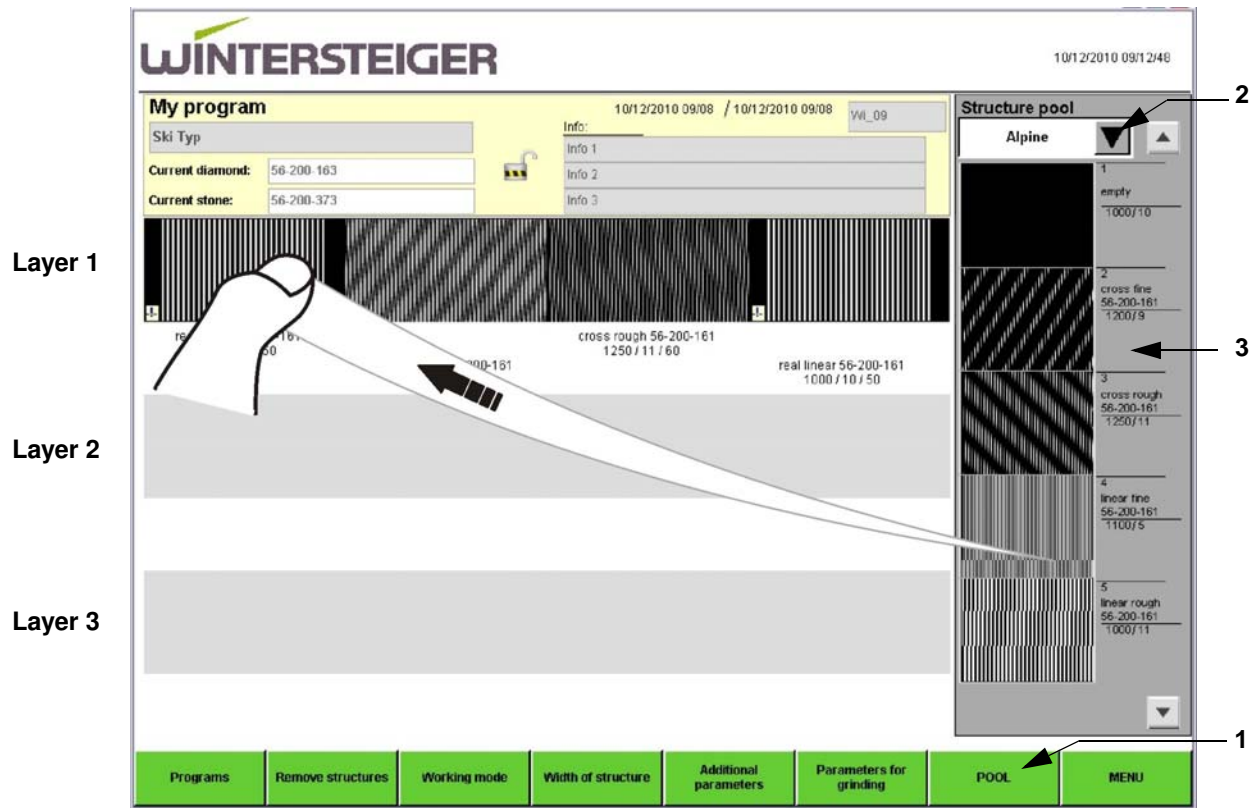 WINTERSTEIGER
10/12/2010 09/12/48
My program
10/12/2010 09/08 / 10/12/2010 09/08
Wi_09
Ski Typ
Info:
Info 1
Current diamond: 56-200-163
Info 2
Current stone: 56-200-373
Info 3
Structure pool
2
Alpine
1
empty
1000/10
2
cross fine
56-200-161
1200/9
3
3
cross rough
56-200-161
1250/11
4
linear fine
56-200-161
1100/5
5
linear rough
56-200-161
1000/11
Layer 1
re
161
50
00-161
cross rough 56-200-161
1250 / 11 / 60
real linear 56-200-161
1000 / 10 / 50
Layer 2
Layer 3
1
Programs
Remove structures
Working mode
Width of structure
Additional
parameters
Parameters for
grinding
POOL
MENU